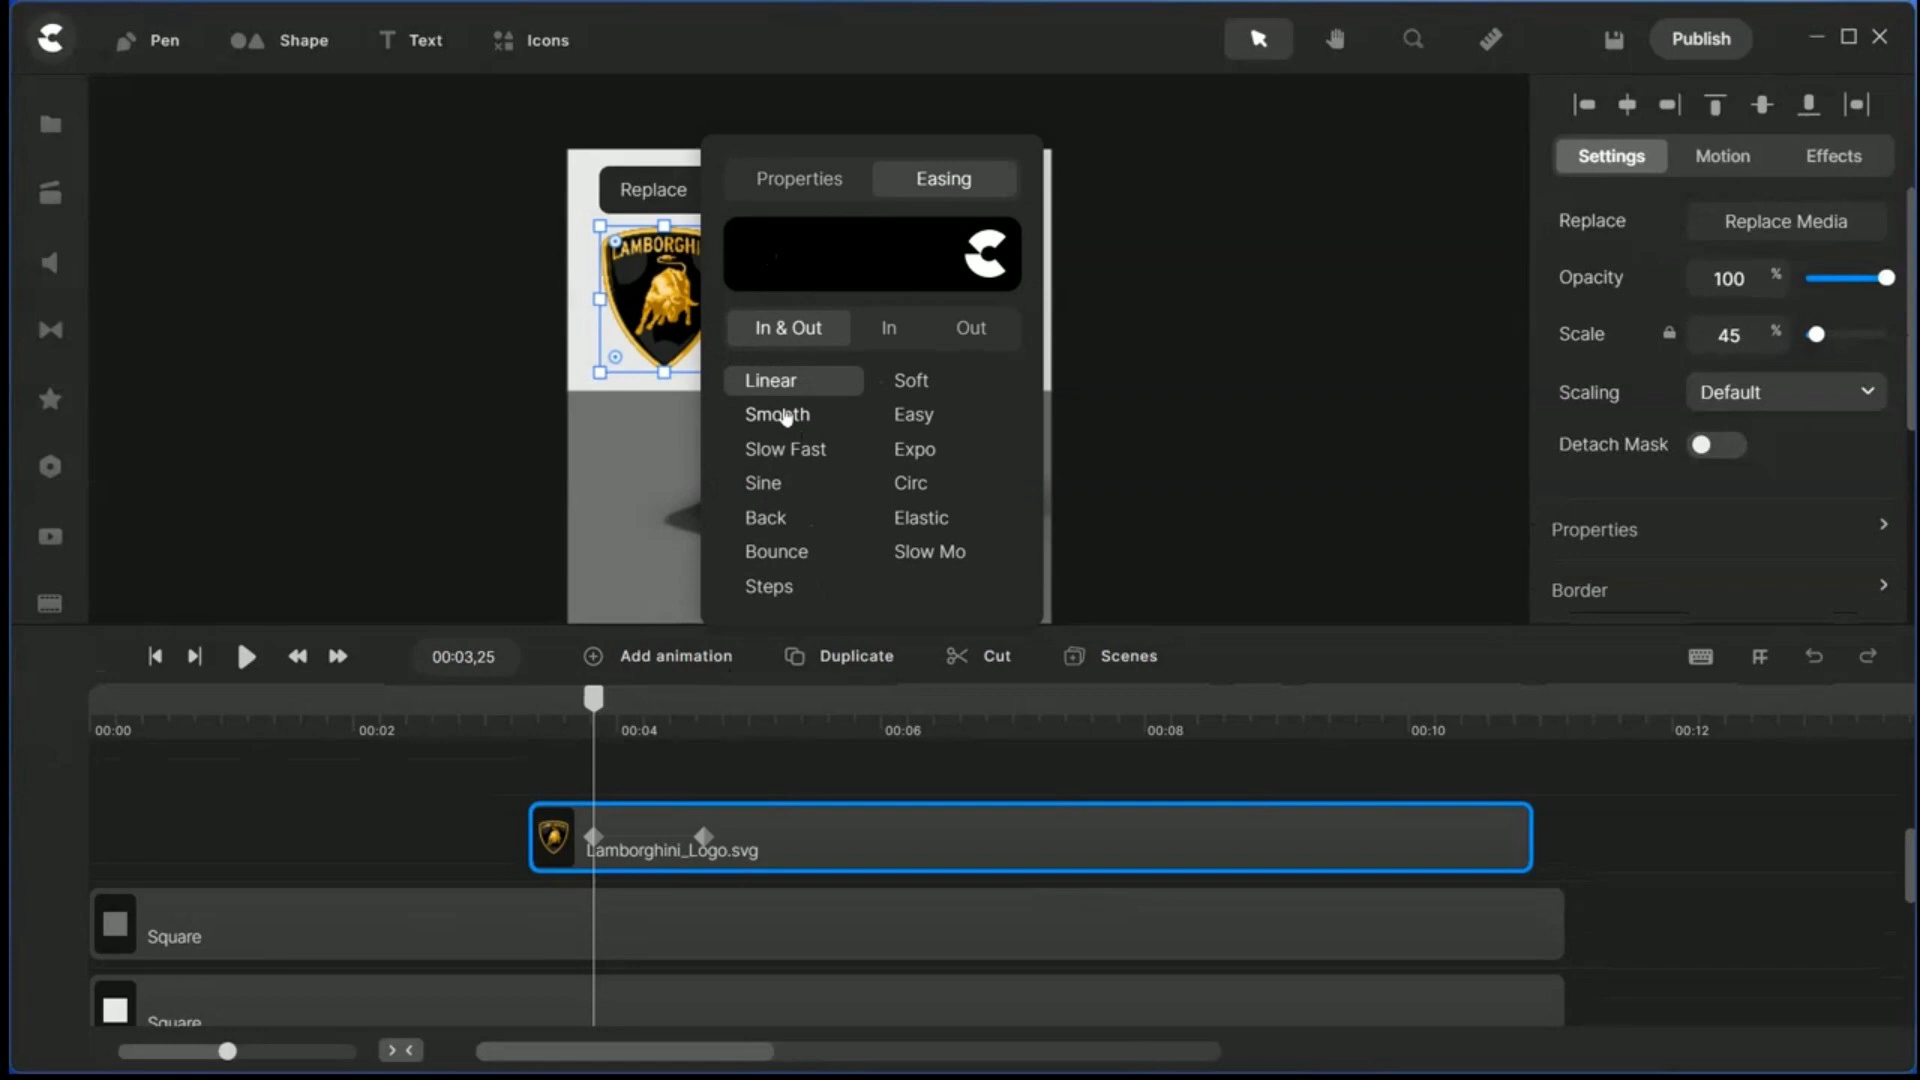 Pen
Shape
Text
Icons
Publish
Replace
LAMBORGHI
Properties
Easing
In & Out
In
Out
Linear
Soft
Smooth
Easy
Slow Fast
Expo
Sine
Circ
Back
Elastic
Bounce
Slow Mo
Steps
Settings
Motion
Effects
Replace
Replace Media
Opacity
100 %
Scale
45 %
Scaling
Default
Detach Mask
Properties
Border
00:03,25
Add animation
Duplicate
Cut
Scenes
00:00
00:02
00:04
00:06
00:08
00:10
00:12
Lamborghini_Logo.svg
Square
Square